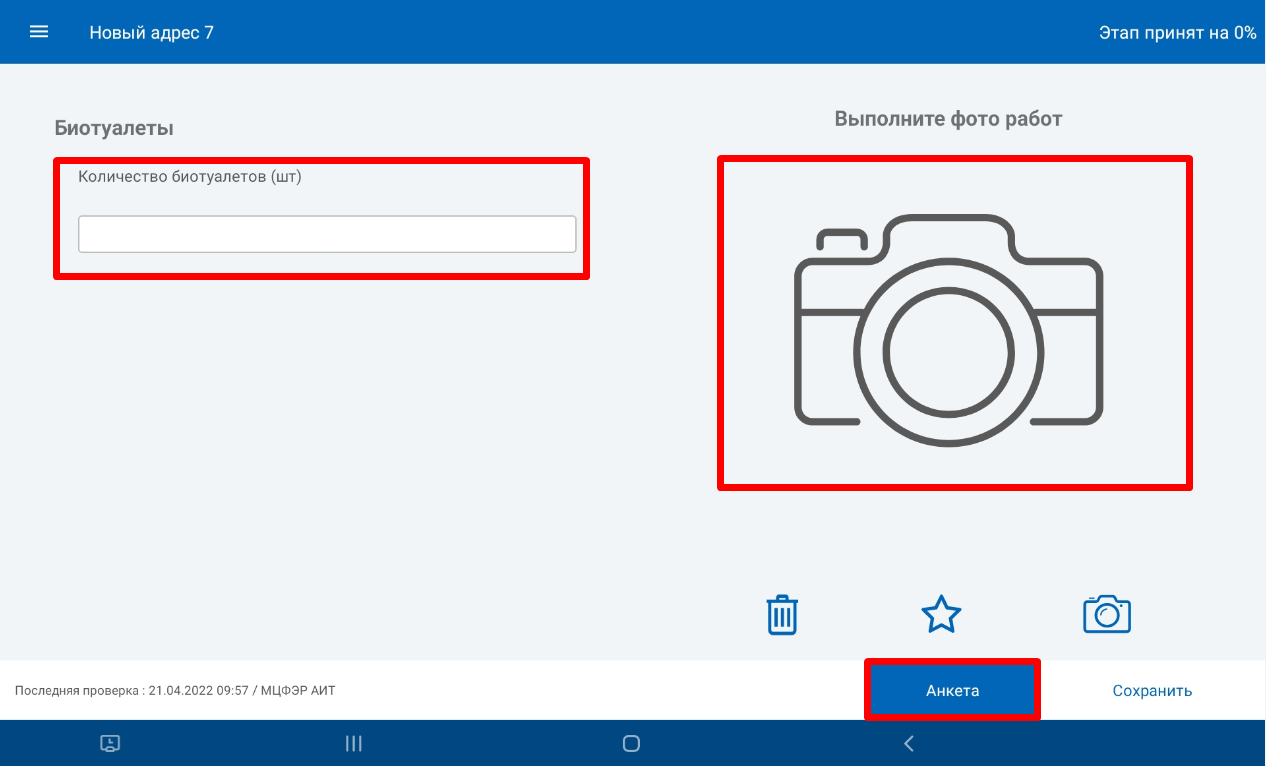 Новый адрес 7
Этап принят на 0%
Биотуалеты
Количество биотуалетов (шт)
Выполните фото работ
Последняя проверка : 21.04.2022 09:57 / МЦФЭР АИТ
Анкета
Сохранить